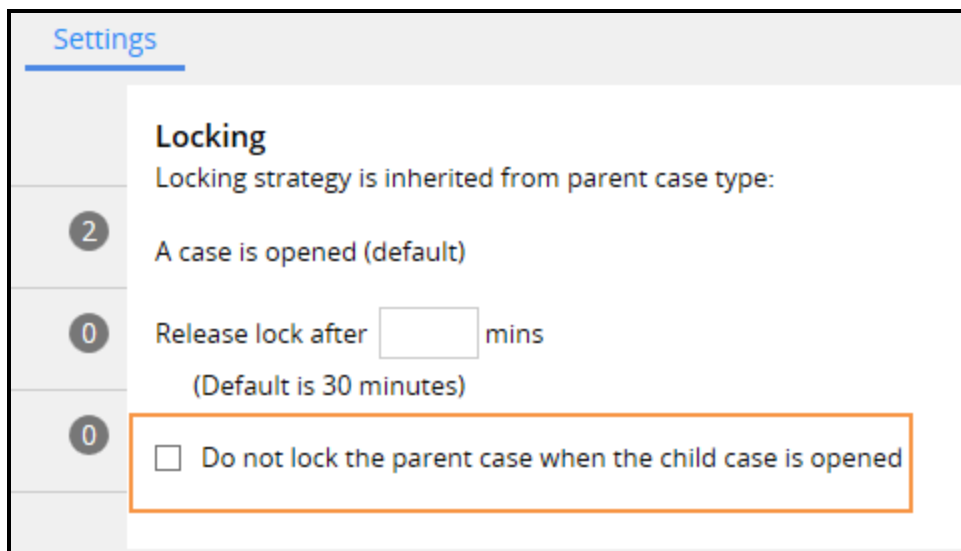 Settings
Locking
Locking strategy is inherited from parent case type:
2
A case is opened (default)
0
Release lock after mins
(Default is 30 minutes)
0
Do not lock the parent case when the child case is opened